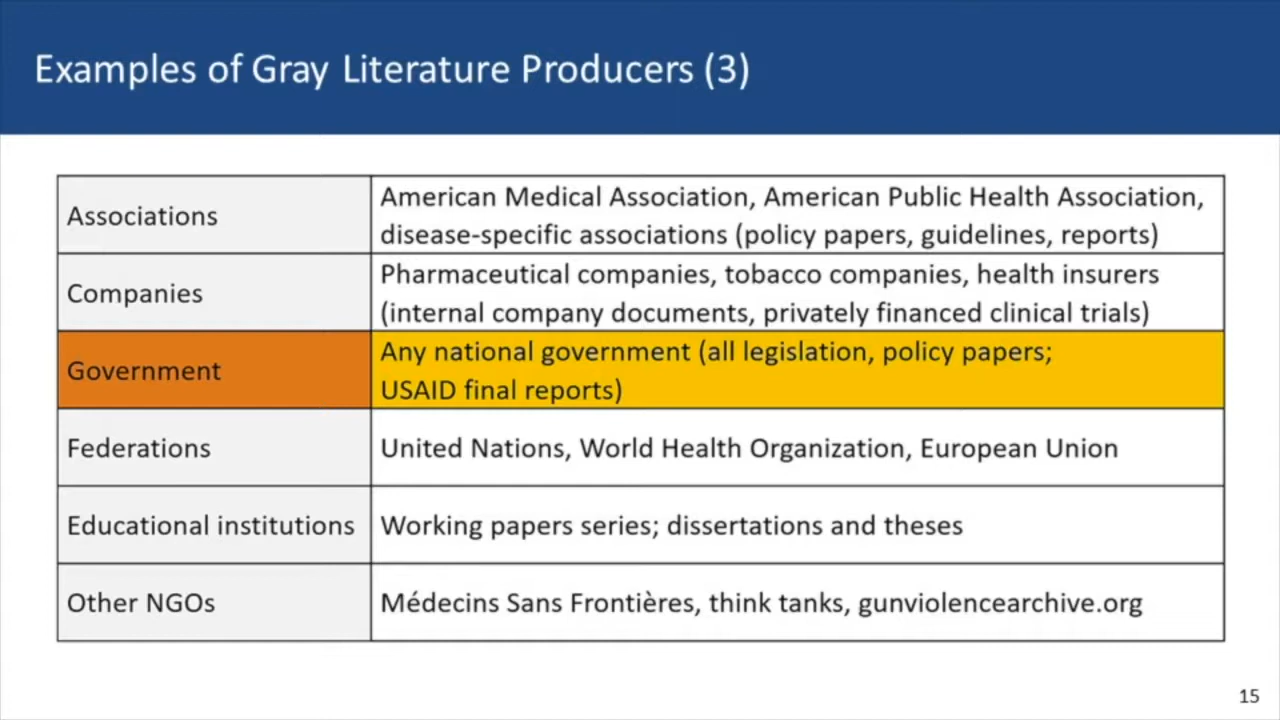 Examples of Gray Literature Producers (3)
Associations
American Medical Association, American Public Health Association,
disease-specific associations (policy papers, guidelines, reports)
Companies
Pharmaceutical companies, tobacco companies, health insurers
(internal company documents, privately financed clinical trials)
Government
Any national government (all legislation, policy papers;
USAID final reports)
Federations
United Nations, World Health Organization, European Union
Educational institutions
Working papers series; dissertations and theses
Other NGOs
Médecins Sans Frontières, think tanks, gunviolencearchive.org
15